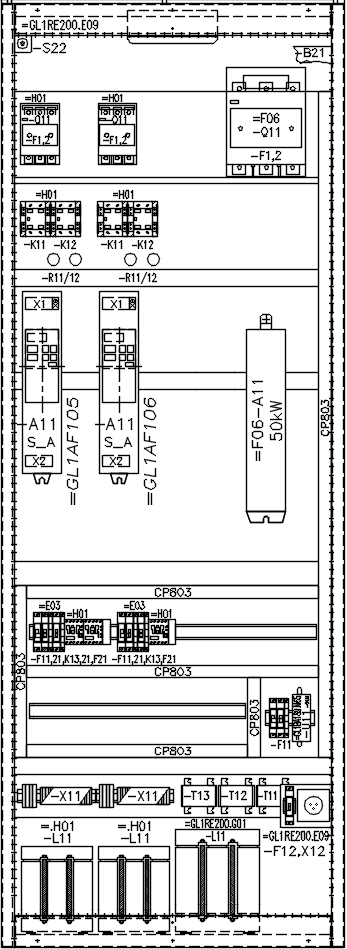 =GL1RE200.E09
-S22
-B21
=H01
-Q11
-F1,2
=H01
-Q11
-F1,2
=F06
-Q11
-F1,2
=H01
=H01
-K11
-K12
-K11
-K12
-R11/12
-R11/12
X1
X1
-A11
S_A
X2
=GL1AF105
-A11
S_A
X2
=GL1AF106
=F06-A11
50kW
CP803
CP803
=E03
=H01
=E03
=H01
-F11,21,K13,21,F21
-F11,21,K13,21,F21
CP803
CP803
CP803
-F11
CP803
-X11
-X11
-T13
-T12
-T11
=.H01
-L11
=.H01
-L11
=GL1RE200.G01
-L11
=GL1RE200.E09
-F12,X12